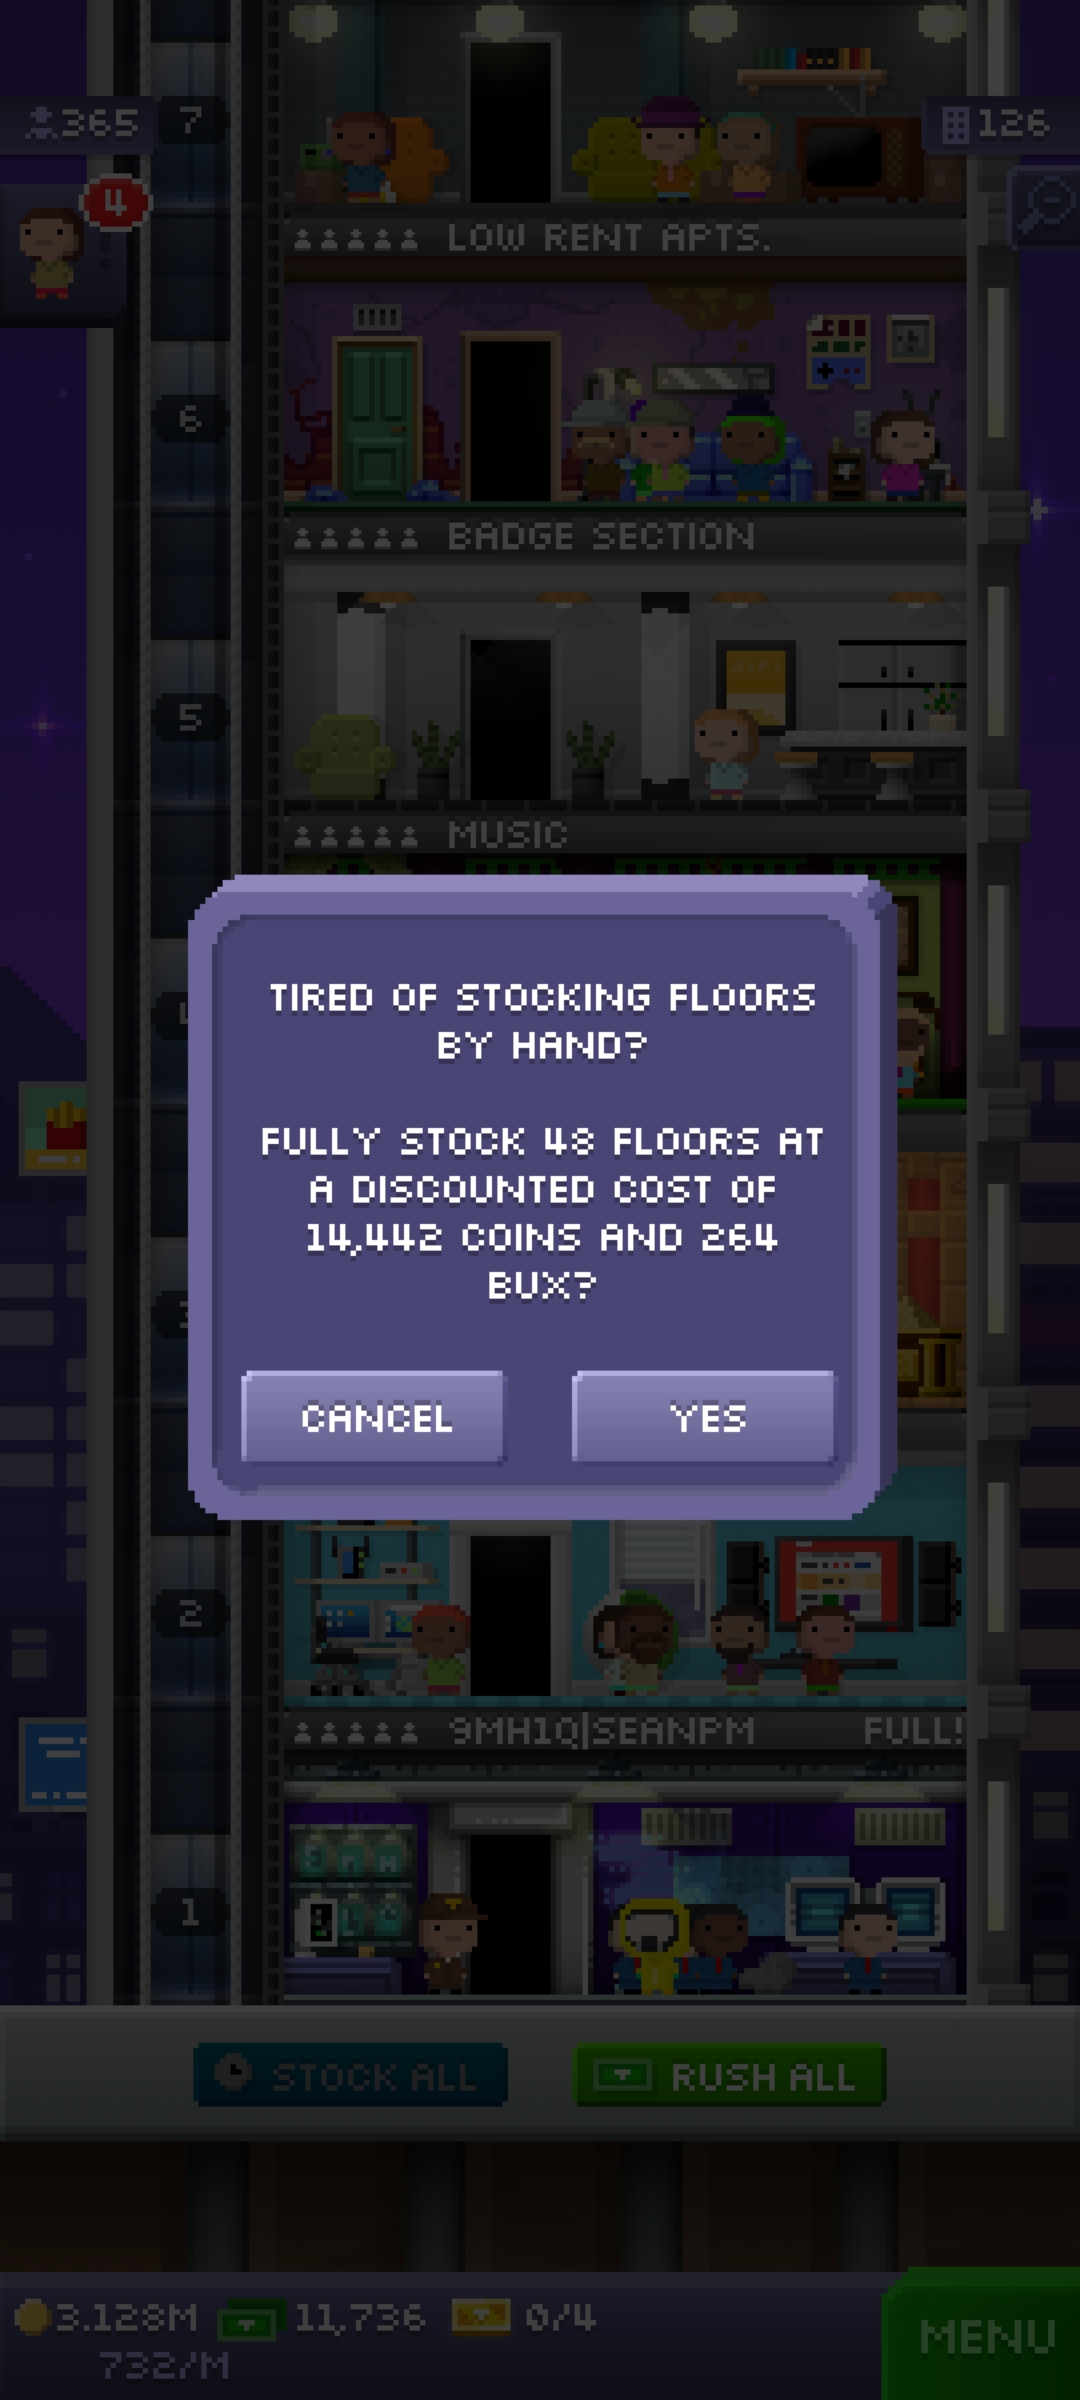 365
7
126
4
LOW RENT APTS.
6
BADGE SECTION
5
MUSIC
TIRED OF STOCKING FLOORS
BY HAND?
FULLY STOCK 48 FLOORS AT
A DISCOUNTED COST OF
14,442 COINS AND 264
BUX?
CANCEL
YES
2
9MH1Q|SEANPM
FULL!
1
STOCK ALL
RUSH ALL
3.128M
11,736
0/4
732/M
MENU